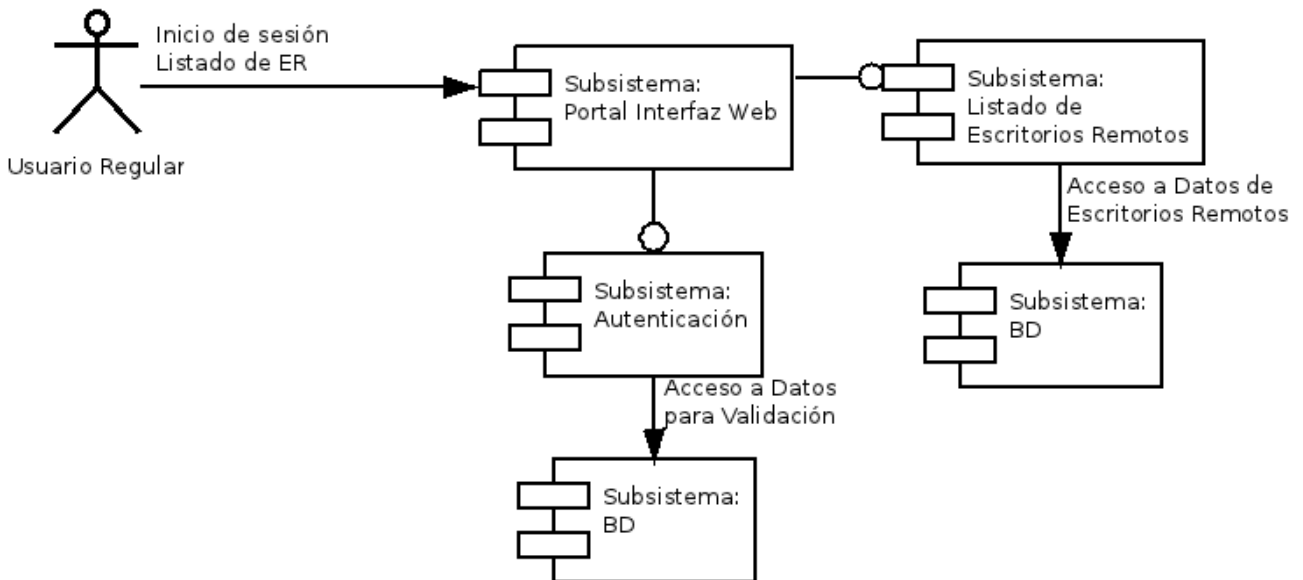 Inicio de sesión
Listado de ER
Usuario Regular
Subsistema:
Portal Interfaz Web
Subsistema:
Listado de
Escritorios Remotos
Acceso a Datos de
Escritorios Remotos
Subsistema:
Autenticación
Subsistema:
BD
Acceso a Datos
para Validación
Subsistema:
BD